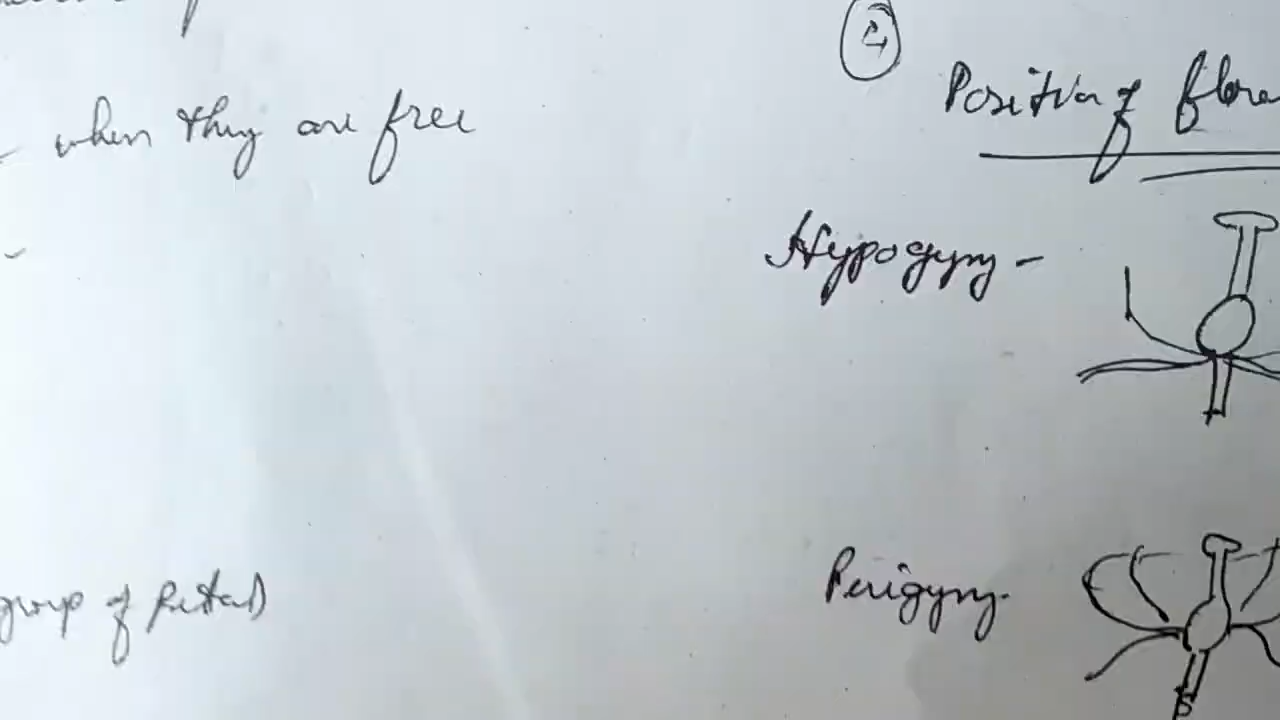 when they are free
group of Petals
4
Position of flora
Hypogyny -
Perigyny.